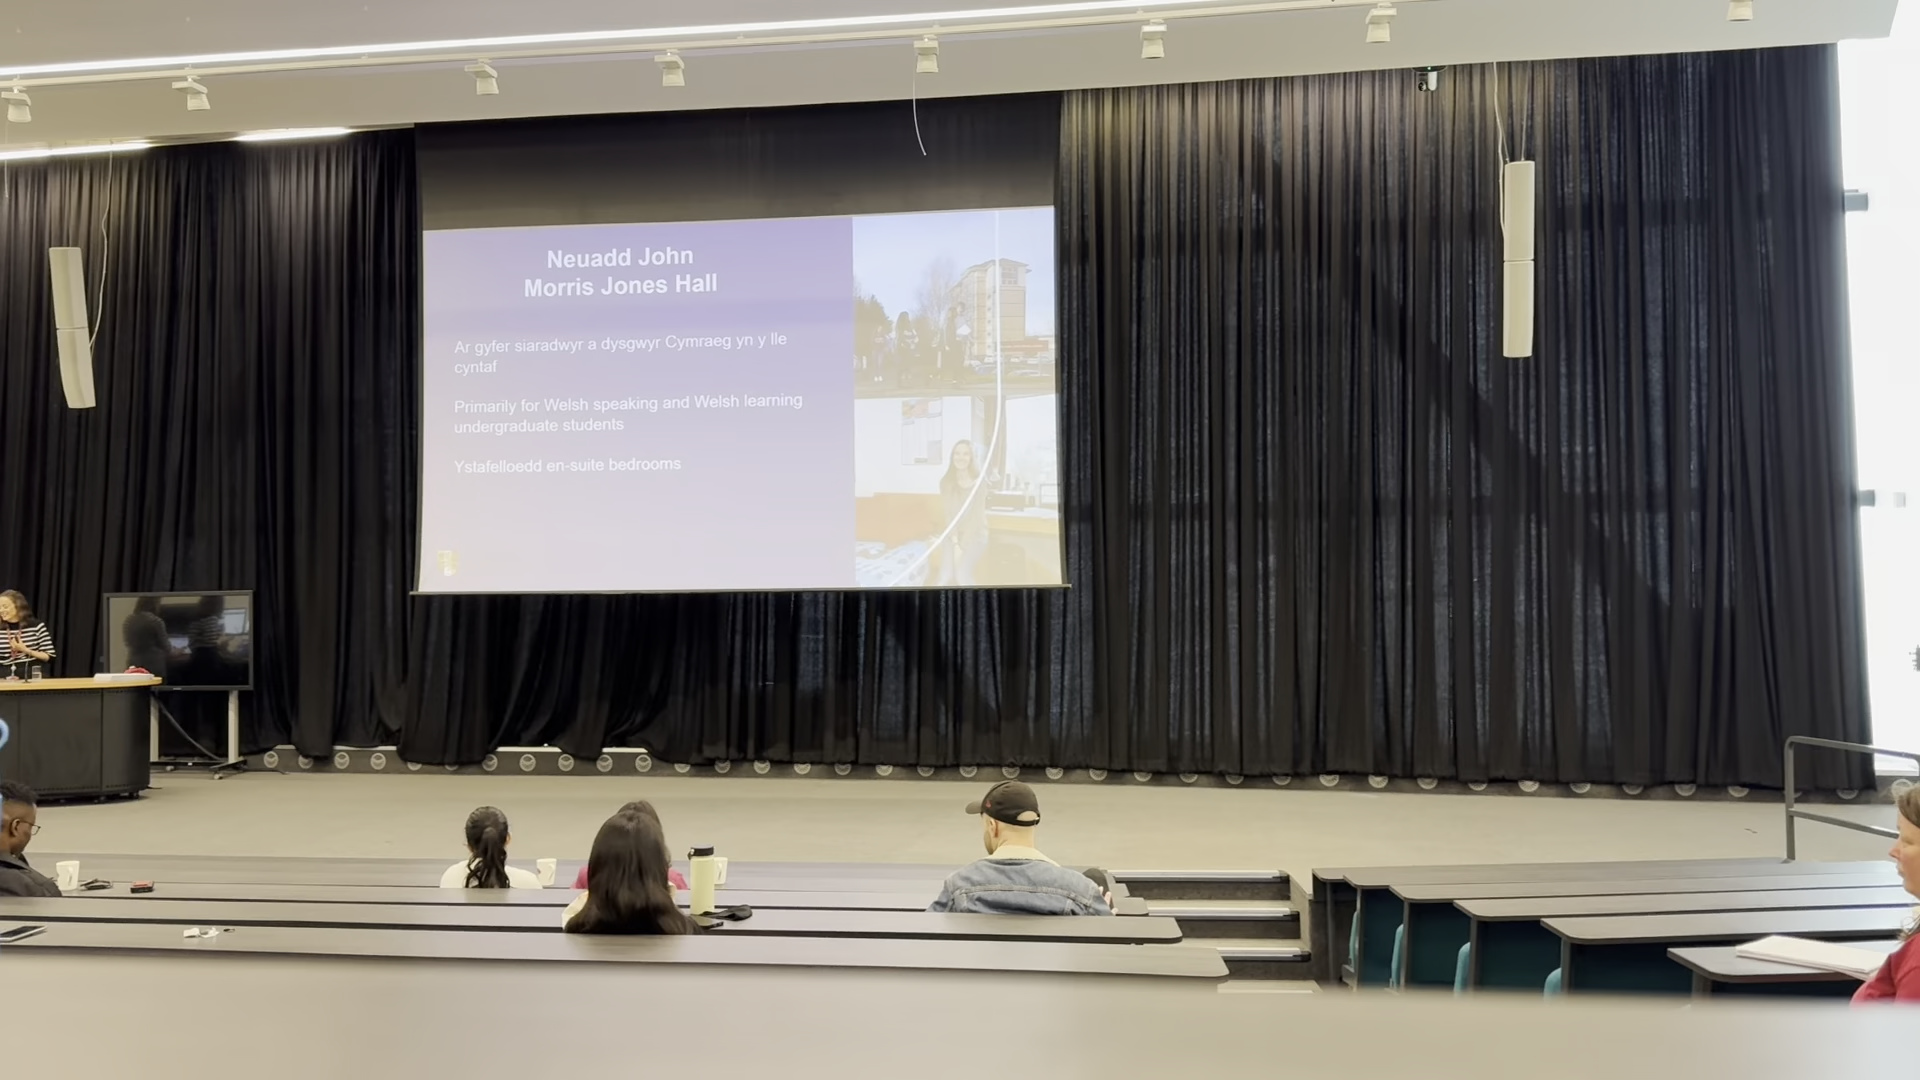 Neuadd John
Morris Jones Hall
Ar gyfer siaradwyr a dysgwyr Cymraeg yn y lle
cyntaf
Primarily for Welsh speaking and Welsh learning
undergraduate students
Ystafelloedd en-suite bedrooms